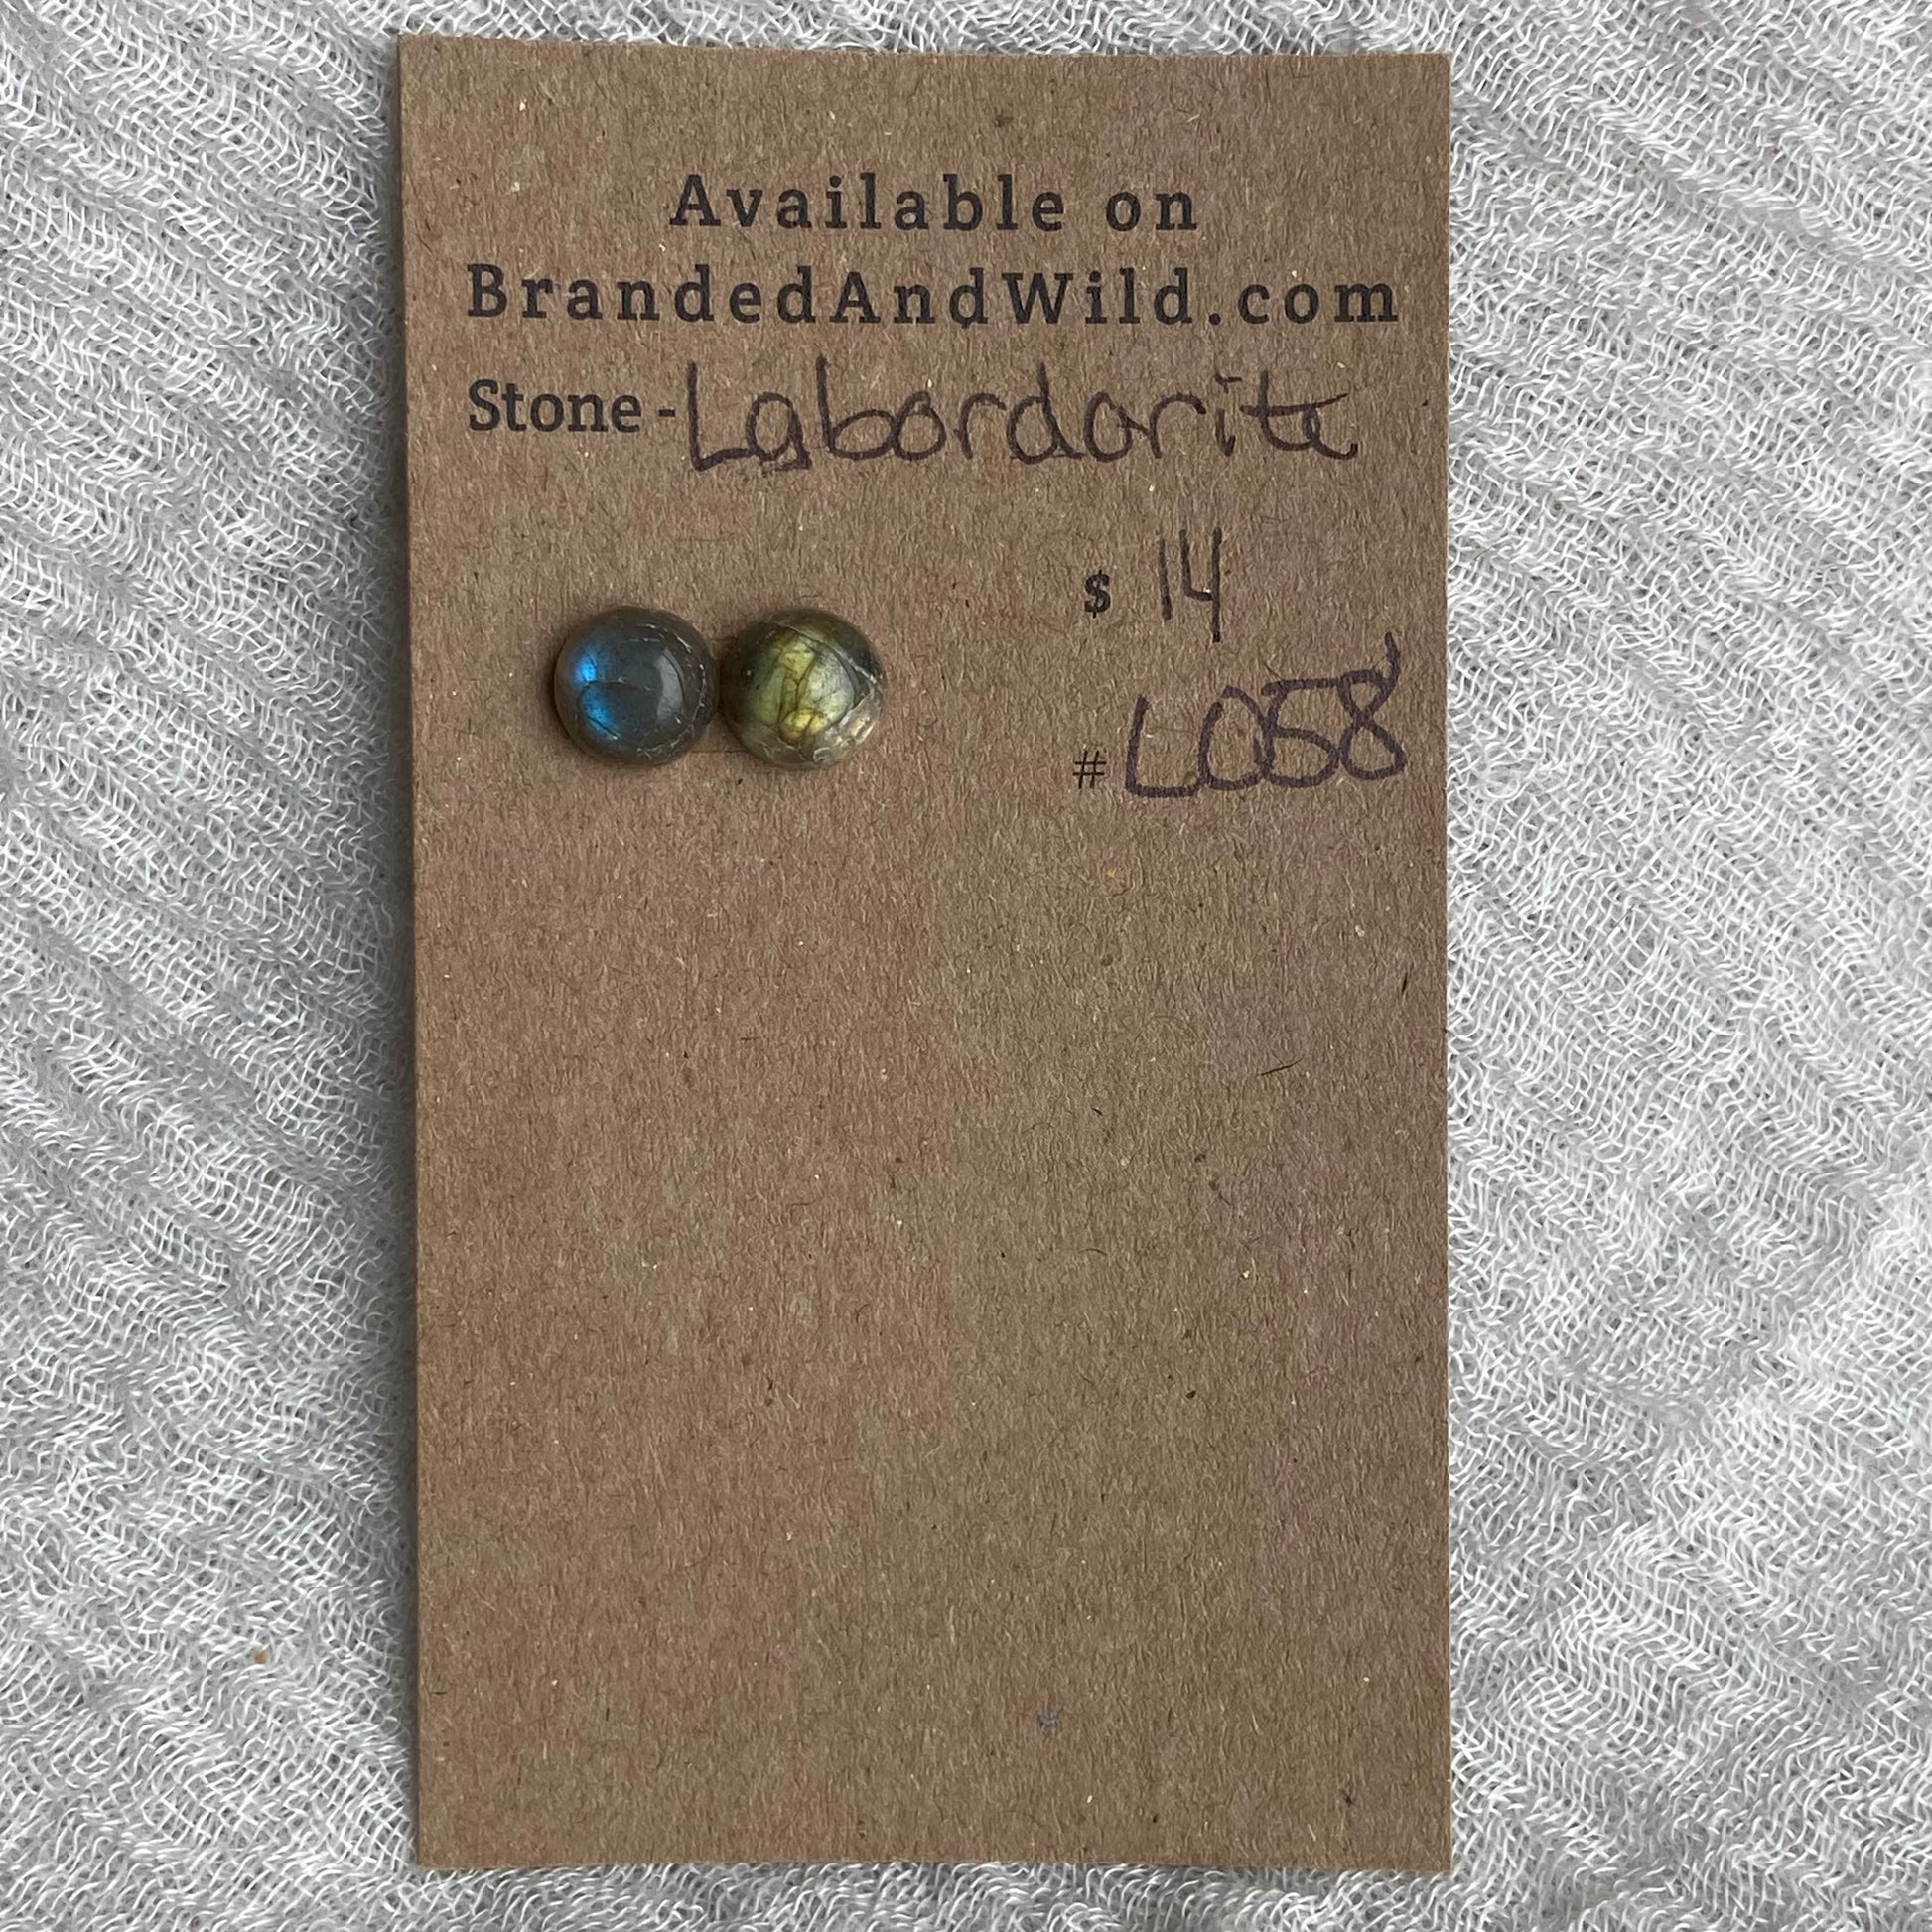 Available on
BrandedAndWild.com
Stone - Labordorite
$ 14
# L058